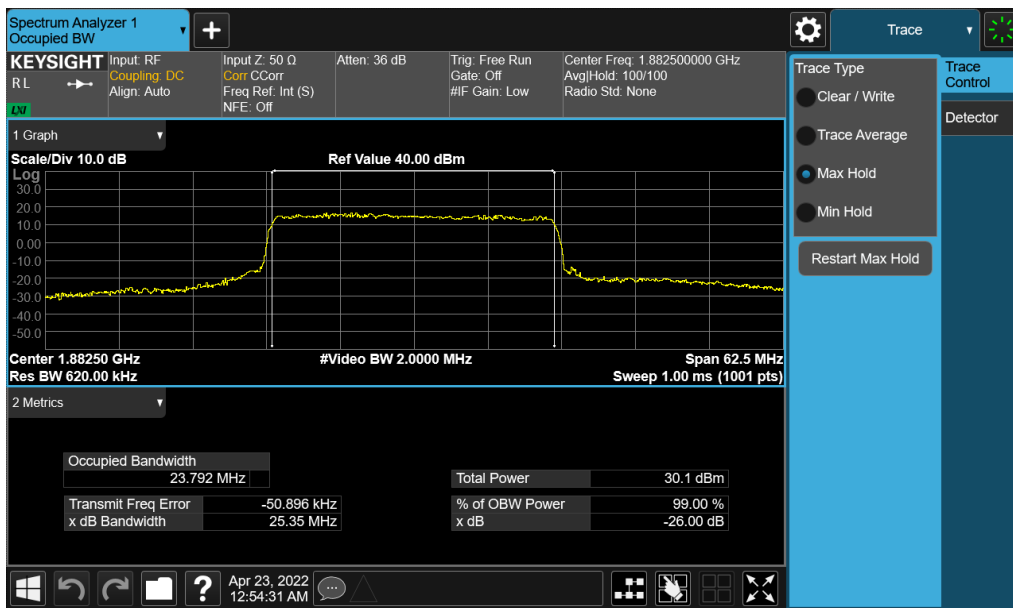 Spectrum Analyzer 1
Occupied BW
Trace
KEYSIGHT
R L
LXI
Input: RF
Coupling: DC
Align: Auto
Input Z: 50 Ω
Corr CCorr
Freq Ref: Int (S)
NFE: Off
Atten: 36 dB
Trig: Free Run
Gate: Off
#IF Gain: Low
Center Freq: 1.882500000 GHz
Avg|Hold: 100/100
Radio Std: None
Trace Type
Clear / Write
Trace Average
Max Hold
Min Hold
Restart Max Hold
Trace
Control
Detector
1 Graph
Scale/Div 10.0 dB
Ref Value 40.00 dBm
Log
30.0
20.0
10.0
0.00
-10.0
-20.0
-30.0
-40.0
-50.0
Center 1.88250 GHz
#Video BW 2.0000 MHz
Span 62.5 MHz
Res BW 620.00 kHz
Sweep 1.00 ms (1001 pts)
2 Metrics
Occupied Bandwidth
23.792 MHz
Total Power 30.1 dBm
Transmit Freq Error -50.896 kHz
% of OBW Power 99.00 %
x dB Bandwidth 25.35 MHz
x dB -26.00 dB
?
Apr 23, 2022
12:54:31 AM